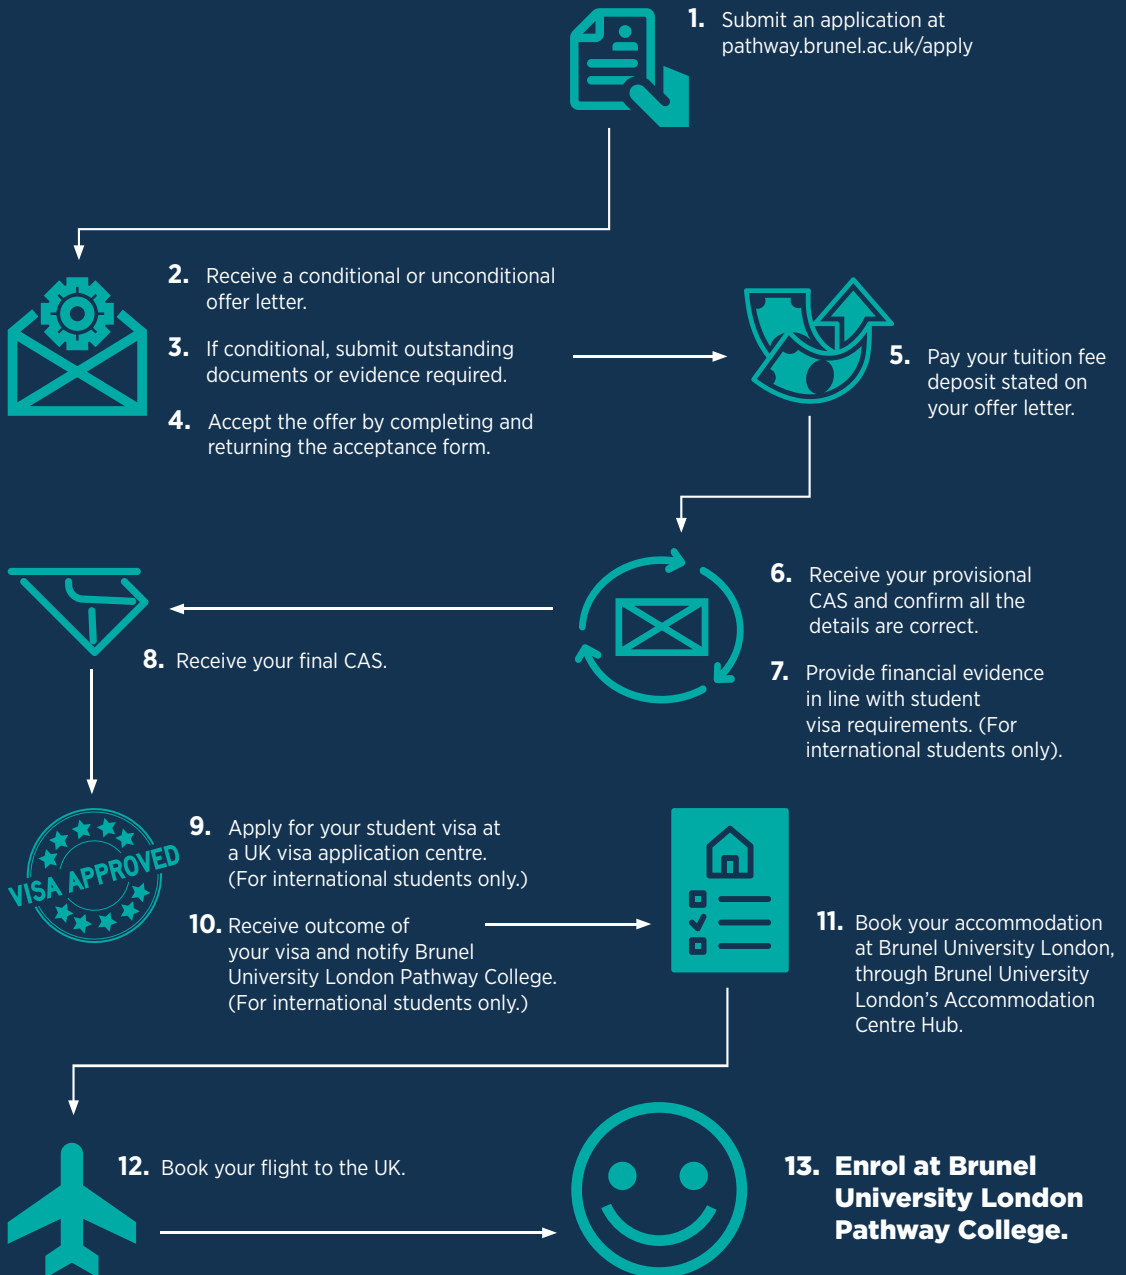 1. Submit an application at
pathway.brunel.ac.uk/apply
2. Receive a conditional or unconditional
offer letter.
3. If conditional, submit outstanding
documents or evidence required.
4. Accept the offer by completing and
returning the acceptance form.
5. Pay your tuition fee
deposit stated on
your offer letter.
6. Receive your provisional
CAS and confirm all the
details are correct.
7. Provide financial evidence
in line with student
visa requirements. (For
international students only).
8. Receive your final CAS.
VISA APPROVED
9. Apply for your student visa at
a UK visa application centre.
(For international students only.)
10. Receive outcome of
your visa and notify Brunel
University London Pathway College.
(For international students only.)
11. Book your accommodation
at Brunel University London,
through Brunel University
London's Accommodation
Centre Hub.
12. Book your flight to the UK.
13. Enrol at Brunel
University London
Pathway College.